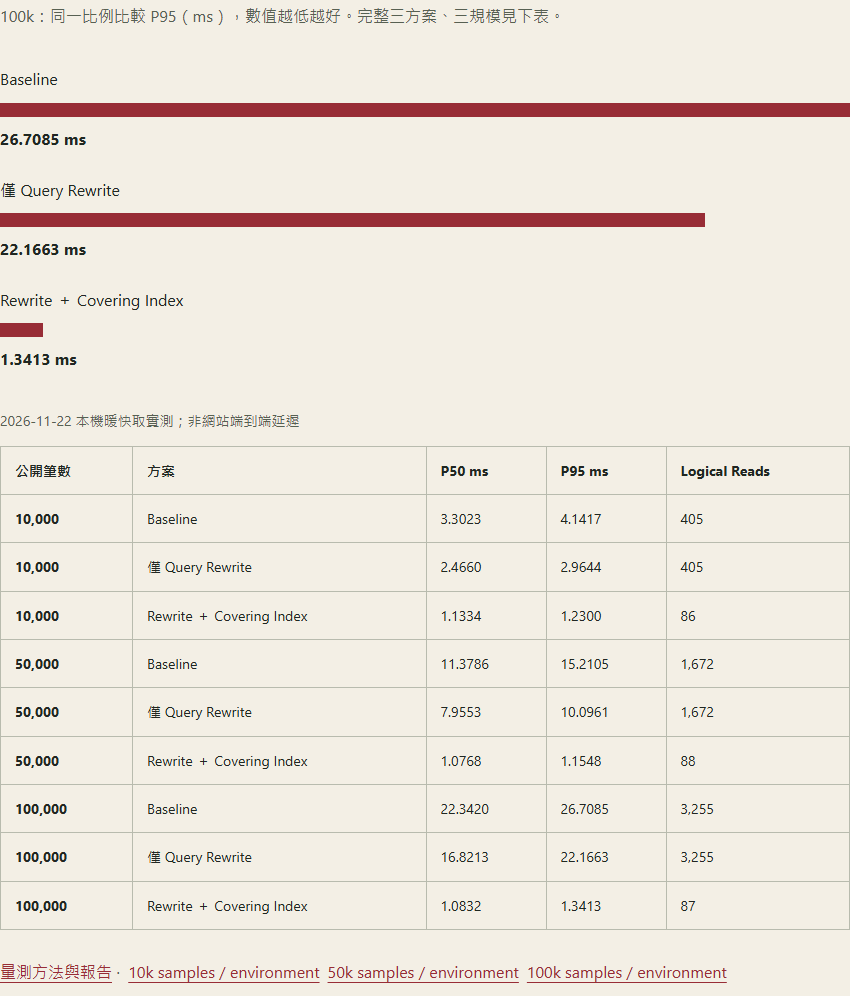 100k：同一比例比較 P95（ms），數值越低越好。完整三方案、三規模見下表。
Baseline
26.7085 ms
僅 Query Rewrite
22.1663 ms
Rewrite ＋ Covering Index
1.3413 ms
2026-11-22 本機暖快取實測；非網站端到端延遲
公開筆數 方案 P50 ms P95 ms Logical Reads
10,000 Baseline 3.3023 4.1417 405
10,000 僅 Query Rewrite 2.4660 2.9644 405
10,000 Rewrite ＋ Covering Index 1.1334 1.2300 86
50,000 Baseline 11.3786 15.2105 1,672
50,000 僅 Query Rewrite 7.9553 10.0961 1,672
50,000 Rewrite ＋ Covering Index 1.0768 1.1548 88
100,000 Baseline 22.3420 26.7085 3,255
100,000 僅 Query Rewrite 16.8213 22.1663 3,255
100,000 Rewrite ＋ Covering Index 1.0832 1.3413 87
量測方法與報告 · 10k samples / environment 50k samples / environment 100k samples / environment